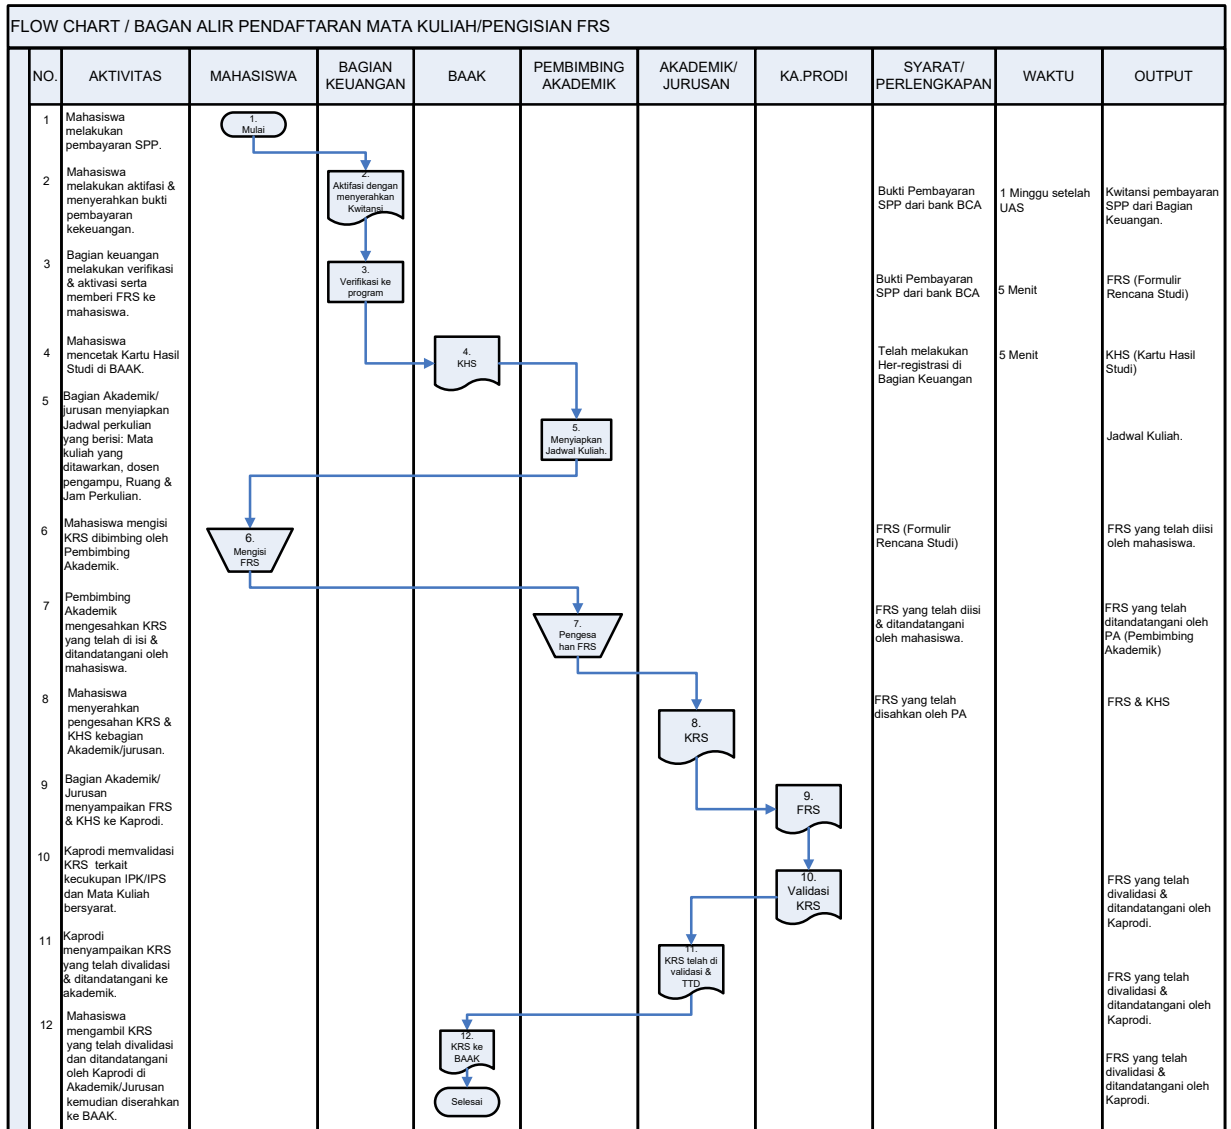 FLOW CHART / BAGAN ALIR PENDAFTARAN MATA KULIAH/PENGISIAN FRS
NO.
AKTIVITAS
MAHASISWA
BAGIAN
KEUANGAN
BAAK
PEMBIMBING
AKADEMIK
AKADEMIK/
JURUSAN
KA.PRODI
SYARAT/
PERLENGKAPAN
WAKTU
OUTPUT
1
Mahasiswa
melakukan
pembayaran SPP.
1.
Mulai
2
Mahasiswa
melakukan aktifasi &
menyerahkan bukti
pembayaran
kekeuangan.
2.
Aktifasi dengan
menyerahkan
Kwitansi
Bukti Pembayaran
SPP dari bank BCA
1 Minggu setelah
UAS
Kwitansi pembayaran
SPP dari Bagian
Keuangan.
3
Bagian keuangan
melakukan verifikasi
& aktivasi serta
memberi FRS ke
mahasiswa.
3.
Verifikasi ke
program
Bukti Pembayaran
SPP dari bank BCA
5 Menit
FRS (Formulir
Rencana Studi)
4
Mahasiswa
mencetak Kartu Hasil
Studi di BAAK.
4.
KHS
Telah melakukan
Her-registrasi di
Bagian Keuangan
5 Menit
KHS (Kartu Hasil
Studi)
5
Bagian Akademik/
jurusan menyiapkan
Jadwal perkulian
yang berisi: Mata
kuliah yang
ditawarkan, dosen
pengampu, Ruang &
Jam Perkulian.
5.
Menyiapkan
Jadwal Kuliah.
Jadwal Kuliah.
6
Mahasiswa mengisi
KRS dibimbing oleh
Pembimbing
Akademik.
6.
Mengisi
FRS
FRS (Formulir
Rencana Studi)
FRS yang telah diisi
oleh mahasiswa.
7
Pembimbing
Akademik
mengesahkan KRS
yang telah di isi &
ditandatangani oleh
mahasiswa.
7.
Pengesa
han FRS
FRS yang telah diisi
& ditandatangani
oleh mahasiswa.
FRS yang telah
ditandatangani oleh
PA (Pembimbing
Akademik)
8
Mahasiswa
menyerahkan
pengesahan KRS &
KHS kebagian
Akademik/jurusan.
8.
KRS
FRS yang telah
disahkan oleh PA
FRS & KHS
9
Bagian Akademik/
Jurusan
menyampaikan FRS
& KHS ke Kaprodi.
9.
FRS
10
Kaprodi memvalidasi
KRS  terkait
kecukupan IPK/IPS
dan Mata Kuliah
bersyarat.
10.
Validasi
KRS
FRS yang telah
divalidasi &
ditandatangani oleh
Kaprodi.
11
Kaprodi
menyampaikan KRS
yang telah divalidasi
& ditandatangani ke
akademik.
11.
KRS telah di
validasi &
TTD
FRS yang telah
divalidasi &
ditandatangani oleh
Kaprodi.
12
Mahasiswa
mengambil KRS
yang telah divalidasi
dan ditandatangani
oleh Kaprodi di
Akademik/Jurusan
kemudian diserahkan
ke BAAK.
12.
KRS ke
BAAK
Selesai
FRS yang telah
divalidasi &
ditandatangani oleh
Kaprodi.